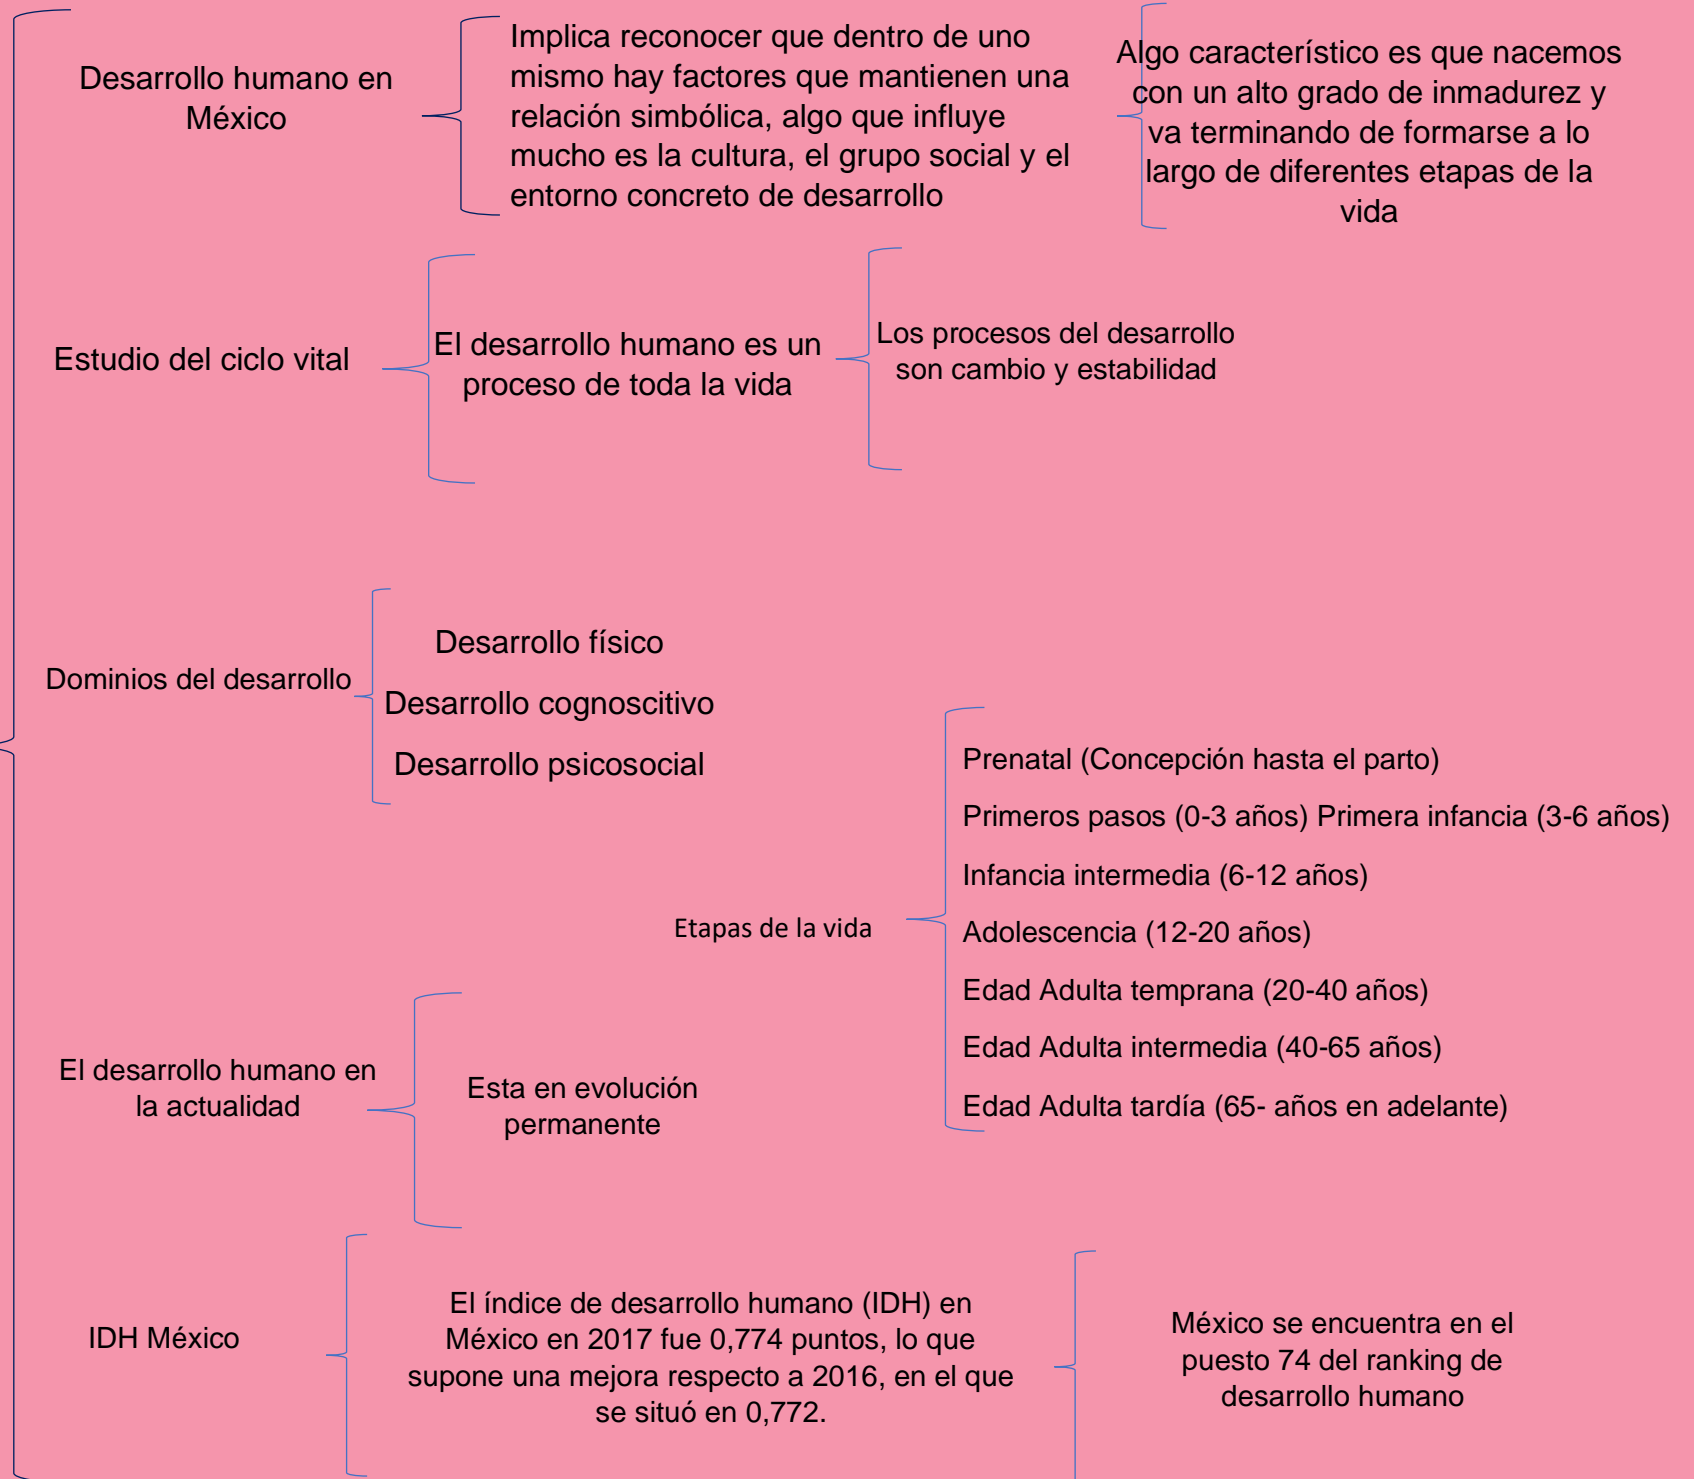 Desarrollo humano en
México
Implica reconocer que dentro de uno
mismo hay factores que mantienen una
relación simbólica, algo que influye
mucho es la cultura, el grupo social y el
entorno concreto de desarrollo
Algo característico es que nacemos
con un alto grado de inmadurez y
va terminando de formarse a lo
largo de diferentes etapas de la
vida
Estudio del ciclo vital
El desarrollo humano es un
proceso de toda la vida
Los procesos del desarrollo
son cambio y estabilidad
Dominios del desarrollo
Desarrollo físico
Desarrollo cognoscitivo
Desarrollo psicosocial
Etapas de la vida
Prenatal (Concepción hasta el parto)
Primeros pasos (0-3 años) Primera infancia (3-6 años)
Infancia intermedia (6-12 años)
Adolescencia (12-20 años)
Edad Adulta temprana (20-40 años)
Edad Adulta intermedia (40-65 años)
Edad Adulta tardía (65- años en adelante)
El desarrollo humano en
la actualidad
Esta en evolución
permanente
IDH México
El índice de desarrollo humano (IDH) en
México en 2017 fue 0,774 puntos, lo que
supone una mejora respecto a 2016, en el que
se situó en 0,772.
México se encuentra en el
puesto 74 del ranking de
desarrollo humano